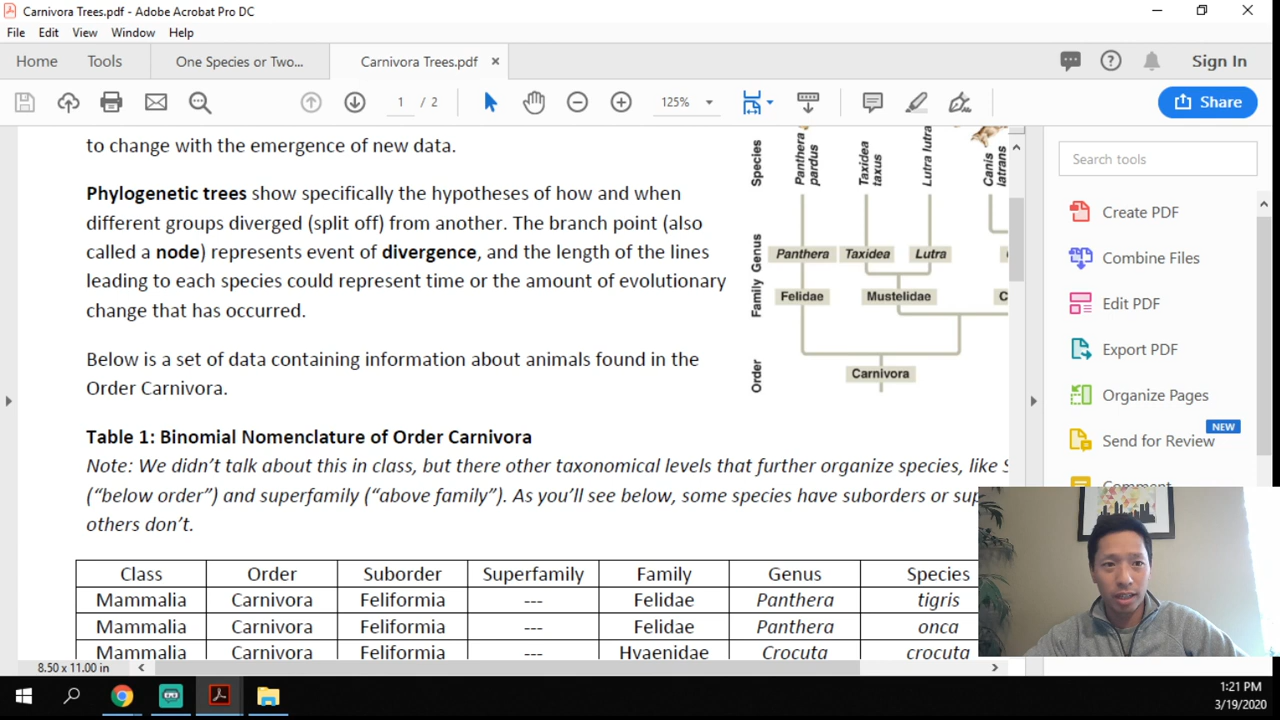 Carnivora Trees.pdf - Adobe Acrobat Pro DC
File Edit View Window Help
Home Tools One Species or Two... Carnivora Trees.pdf × Sign In
1 / 2 125% Share
to change with the emergence of new data.
Phylogenetic trees show specifically the hypotheses of how and when
different groups diverged (split off) from another. The branch point (also
called a node) represents event of divergence, and the length of the lines
leading to each species could represent time or the amount of evolutionary
change that has occurred.
Below is a set of data containing information about animals found in the
Order Carnivora.
Table 1: Binomial Nomenclature of Order Carnivora
Note: We didn't talk about this in class, but there other taxonomical levels that further organize species, like S
("below order") and superfamily ("above family"). As you'll see below, some species have suborders or sup
others don't.
Class Order Suborder Superfamily Family Genus Species
Mammalia Carnivora Feliformia --- Felidae Panthera tigris
Mammalia Carnivora Feliformia --- Felidae Panthera onca
Mammalia Carnivora Feliformia --- Hyaenidae Crocuta crocuta
Species
Panthera pardus
Taxidea taxus
Lutra lutra
Canis latrans
Genus
Panthera Taxidea Lutra
Family
Felidae Mustelidae C
Order
Carnivora
Search tools
Create PDF
Combine Files
Edit PDF
Export PDF
Organize Pages
NEW
Send for Review
Comment
8.50 x 11.00 in
1:21 PM
3/19/2020